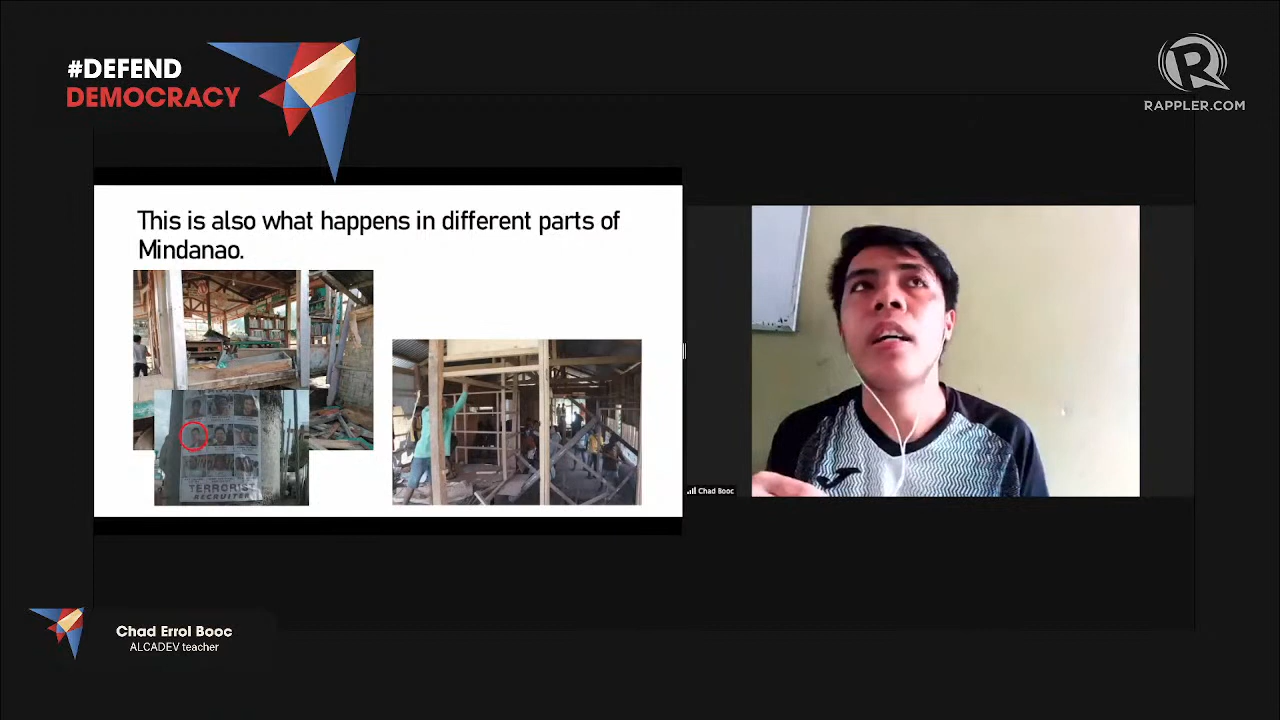 #DEFEND
DEMOCRACY
R
RAPPLER.COM
This is also what happens in different parts of
Mindanao.
TERRORIST
RECRUITER
Chad Booc
Chad Errol Booc
ALCADEV teacher